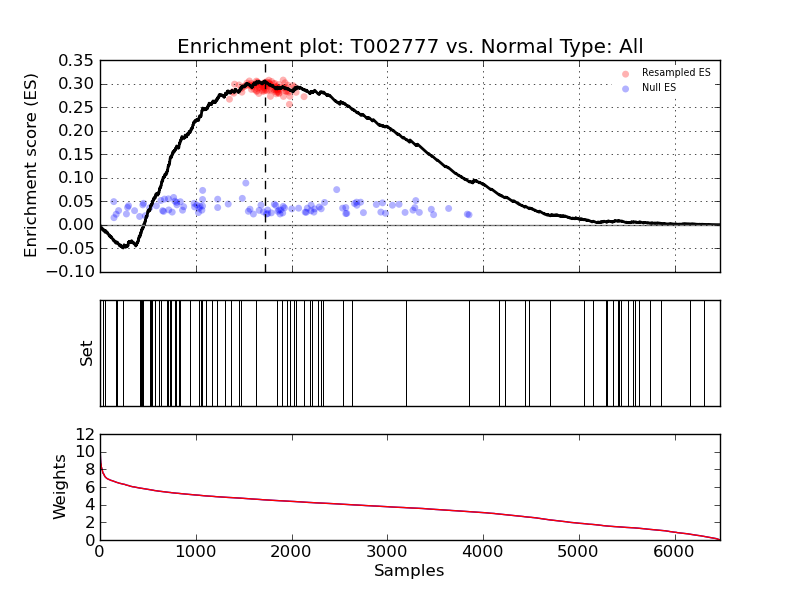 Enrichment plot: T002777 vs. Normal Type: All
0.35
0.30
0.25
0.20
0.15
0.10
0.05
0.00
−0.05
−0.10
Enrichment score (ES)
Resampled ES
Null ES
Set
12
10
8
6
4
2
0
Weights
0 1000 2000 3000 4000 5000 6000
Samples